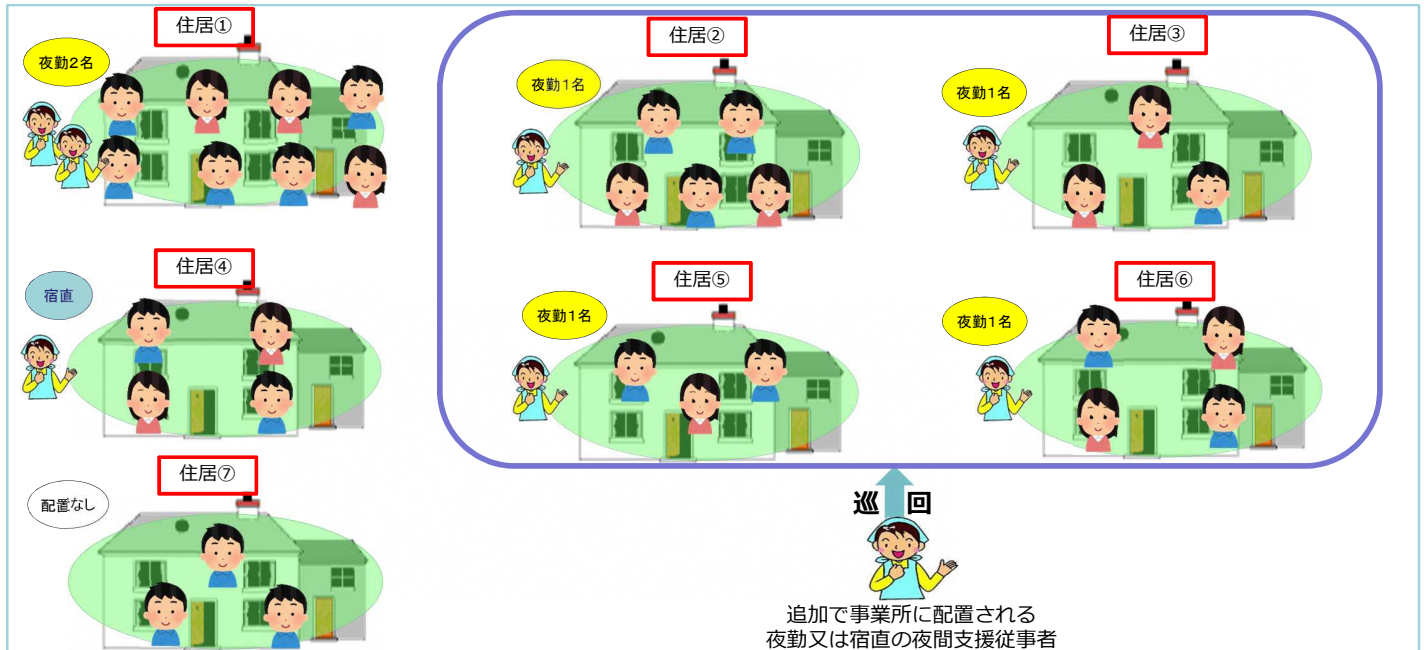 住居①
夜勤2名
住居②
夜勤1名
住居③
夜勤1名
住居④
宿直
住居⑤
夜勤1名
住居⑥
夜勤1名
住居⑦
配置なし
巡 回
追加で事業所に配置される
夜勤又は宿直の夜間支援従事者